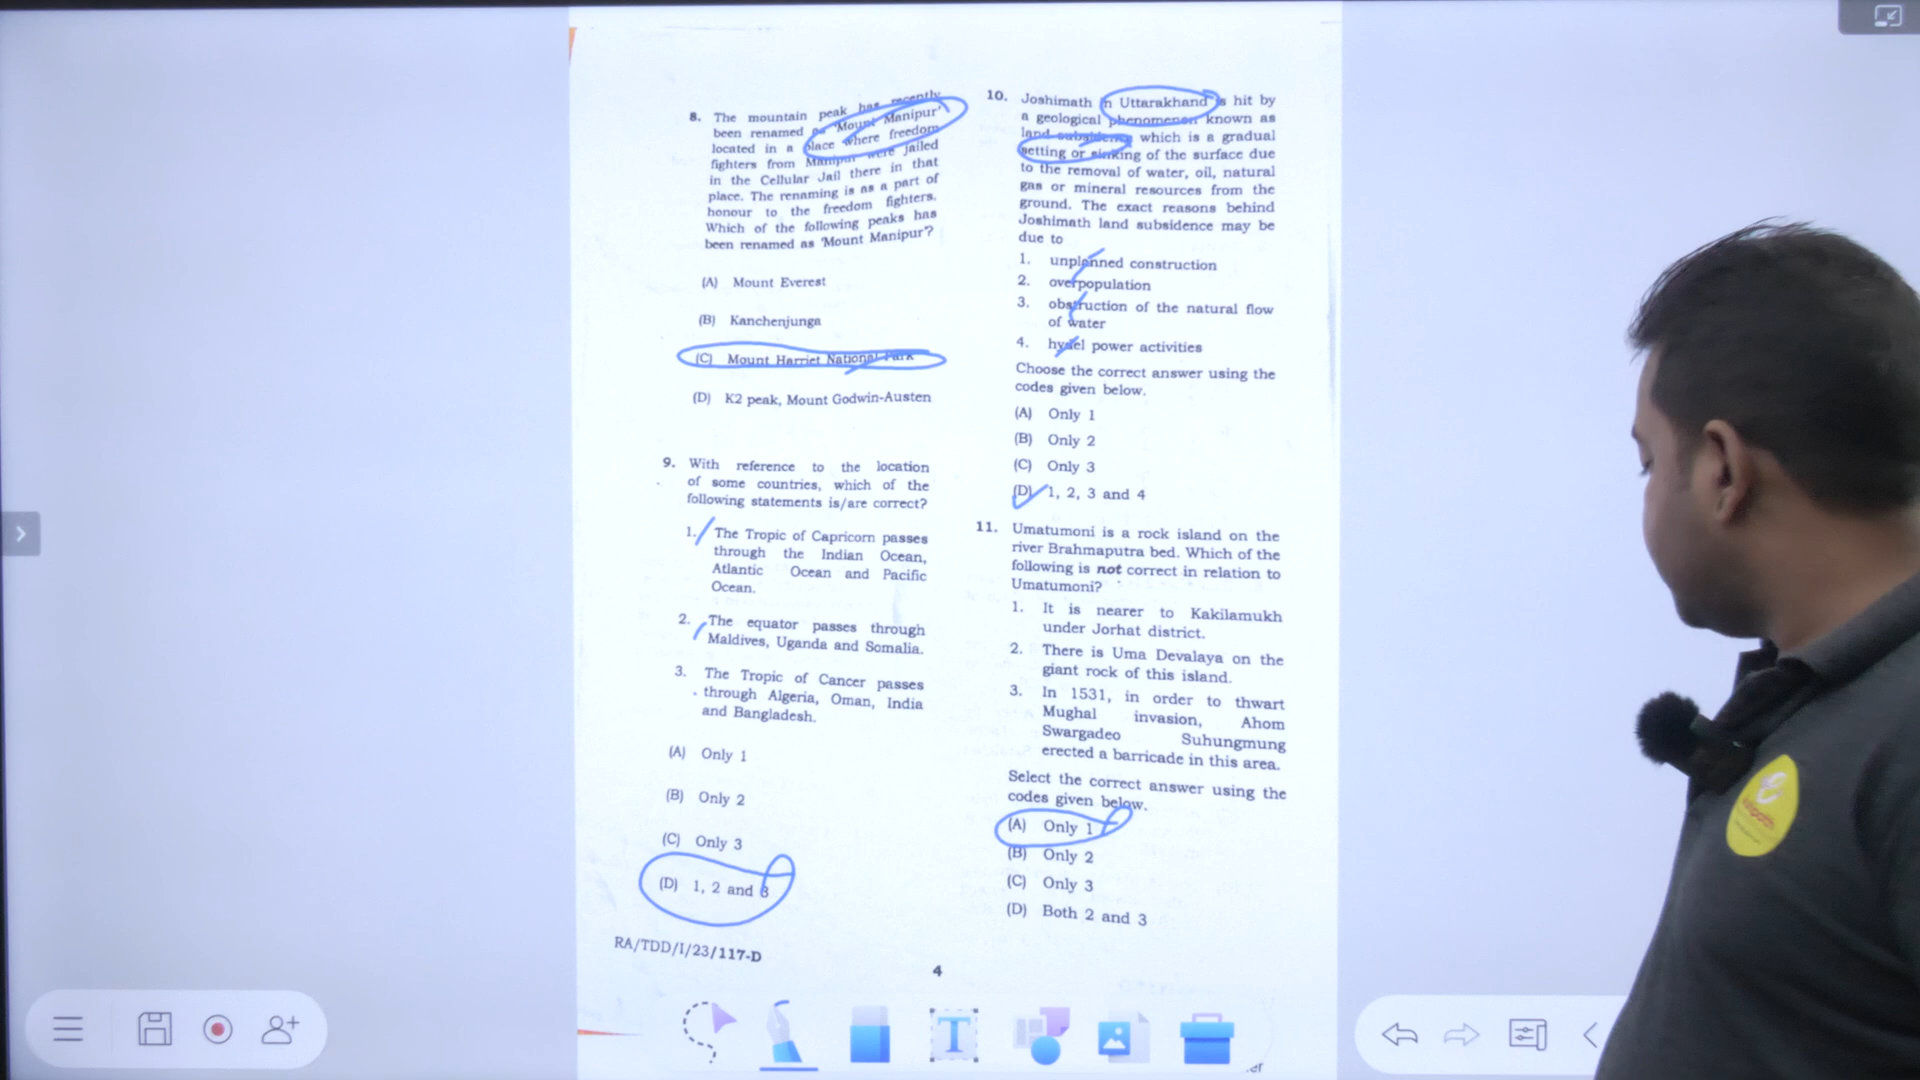 8. The mountain peak has recently
been renamed as 'Mount Manipur'
located in a place where freedom
fighters from Manipur were jailed
in the Cellular Jail there in that
place. The renaming is as a part of
honour to the freedom fighters.
Which of the following peaks has
been renamed as 'Mount Manipur'?
(A) Mount Everest
(B) Kanchenjunga
(C) Mount Harriet National Park
(D) K2 peak, Mount Godwin-Austen
9. With reference to the location
of some countries, which of the
following statements is/are correct?
1. The Tropic of Capricorn passes
through the Indian Ocean,
Atlantic Ocean and Pacific
Ocean.
2. The equator passes through
Maldives, Uganda and Somalia.
3. The Tropic of Cancer passes
through Algeria, Oman, India
and Bangladesh.
(A) Only 1
(B) Only 2
(C) Only 3
(D) 1, 2 and 3
RA/TDD/I/23/117-D
10. Joshimath in Uttarakhand is hit by
a geological phenomenon known as
land subsidence which is a gradual
setting or sinking of the surface due
to the removal of water, oil, natural
gas or mineral resources from the
ground. The exact reasons behind
Joshimath land subsidence may be
due to
1. unplanned construction
2. overpopulation
3. obstruction of the natural flow
of water
4. hydel power activities
Choose the correct answer using the
codes given below.
(A) Only 1
(B) Only 2
(C) Only 3
(D) 1, 2, 3 and 4
11. Umatumoni is a rock island on the
river Brahmaputra bed. Which of the
following is not correct in relation to
Umatumoni?
1. It is nearer to Kakilamukh
under Jorhat district.
2. There is Uma Devalaya on the
giant rock of this island.
3. In 1531, in order to thwart
Mughal invasion, Ahom
Swargadeo Suhungmung
erected a barricade in this area.
Select the correct answer using the
codes given below.
(A) Only 1
(B) Only 2
(C) Only 3
(D) Both 2 and 3
4
T